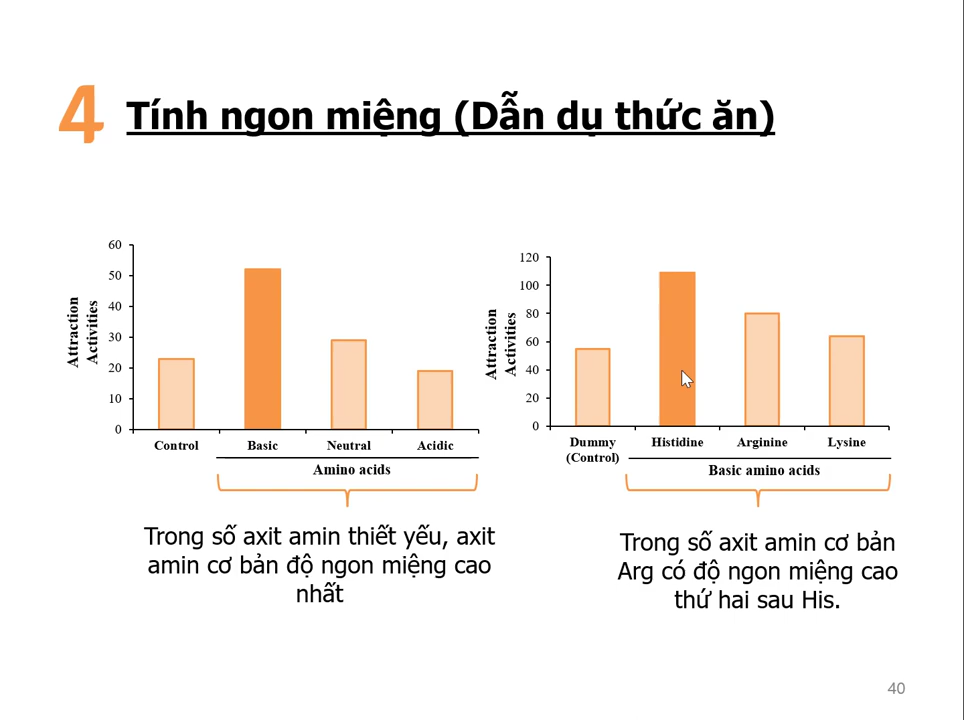 4
Tính ngon miệng (Dẫn dụ thức ăn)
Attraction
Activities
60
50
40
30
20
10
0
Control Basic Neutral Acidic
Amino acids
Trong số axit amin thiết yếu, axit
amin cơ bản độ ngon miệng cao
nhất
Attraction
Activities
120
100
80
60
40
20
0
Dummy Histidine Arginine Lysine
(Control)
Basic amino acids
Trong số axit amin cơ bản
Arg có độ ngon miệng cao
thứ hai sau His.
40